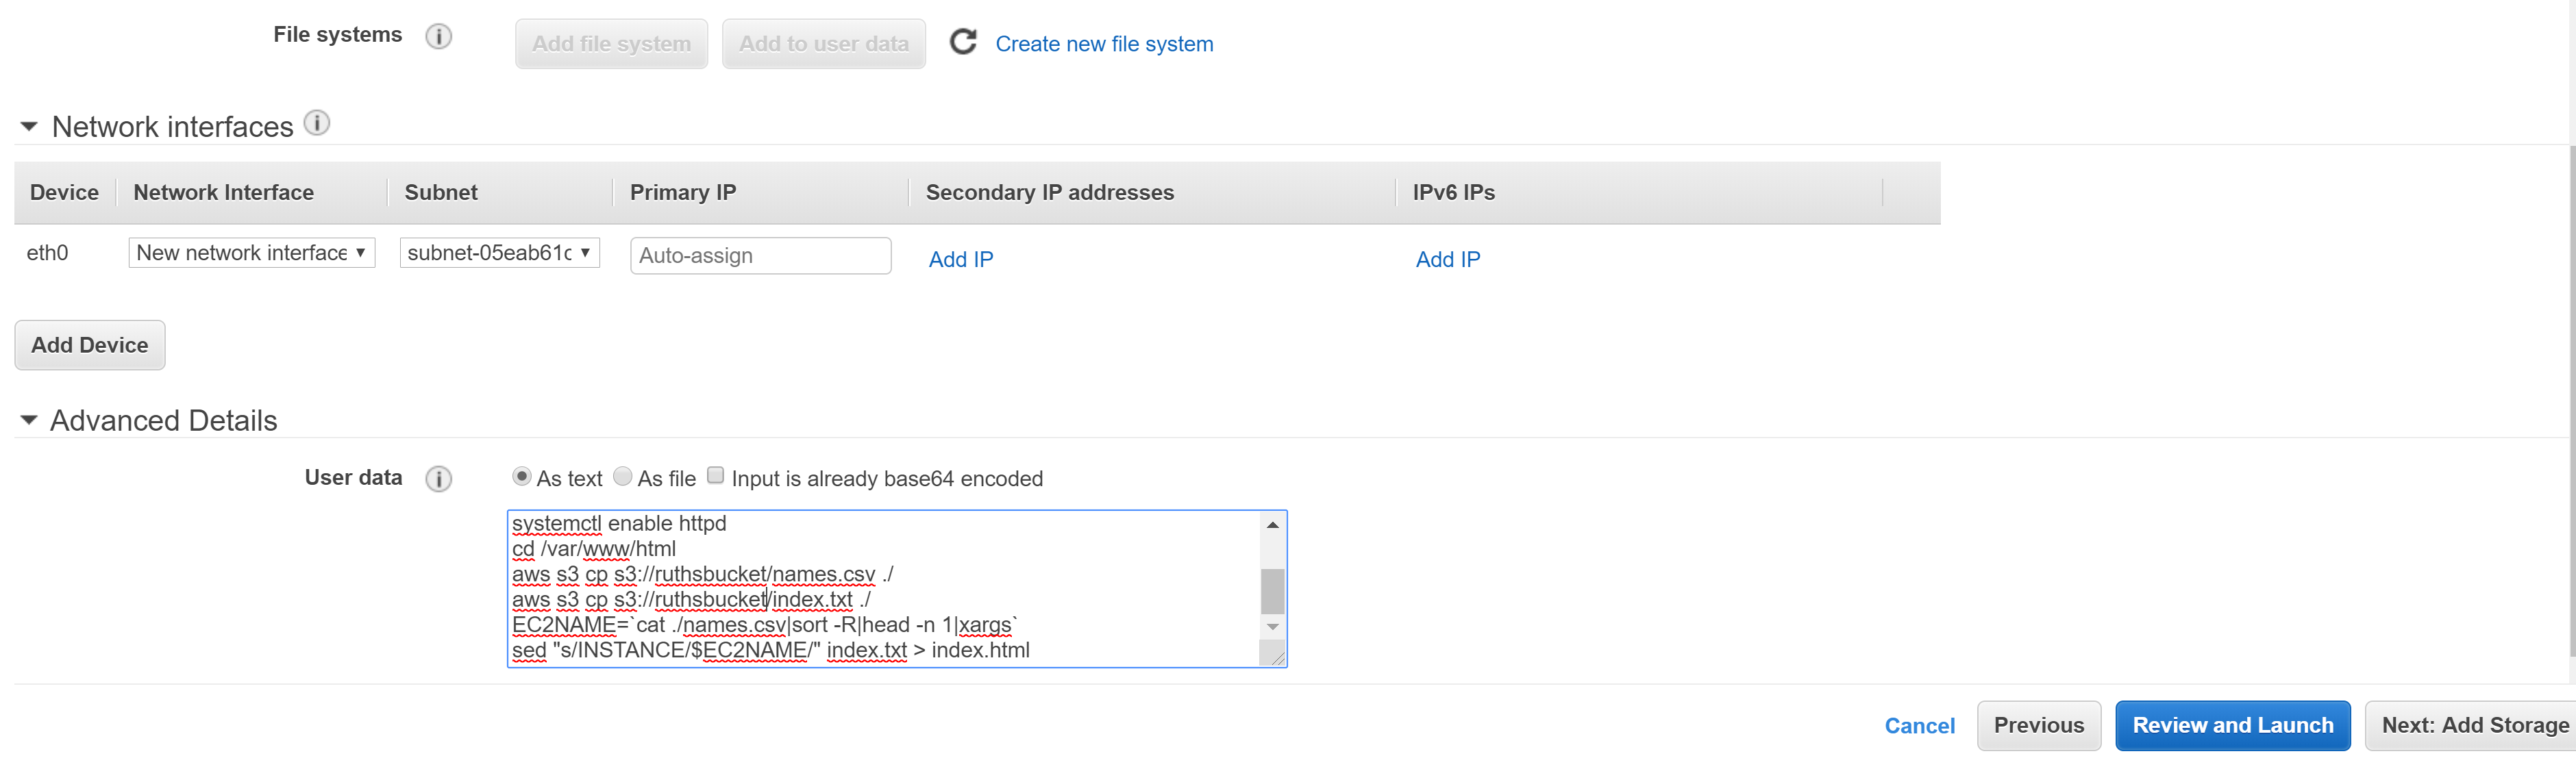 File systems i Add file system Add to user data Create new file system
Network interfaces i
Device Network Interface Subnet Primary IP Secondary IP addresses IPv6 IPs
eth0 New network interface subnet-05eab61c Auto-assign Add IP Add IP
Add Device
Advanced Details
User data i As text As file Input is already base64 encoded
systemctl enable httpd
cd /var/www/html
aws s3 cp s3://ruthsbucket/names.csv ./
aws s3 cp s3://ruthsbucket/index.txt ./
EC2NAME=`cat ./names.csv|sort -R|head -n 1|xargs`
sed "s/INSTANCE/$EC2NAME/" index.txt > index.html
Cancel Previous Review and Launch Next: Add Storage